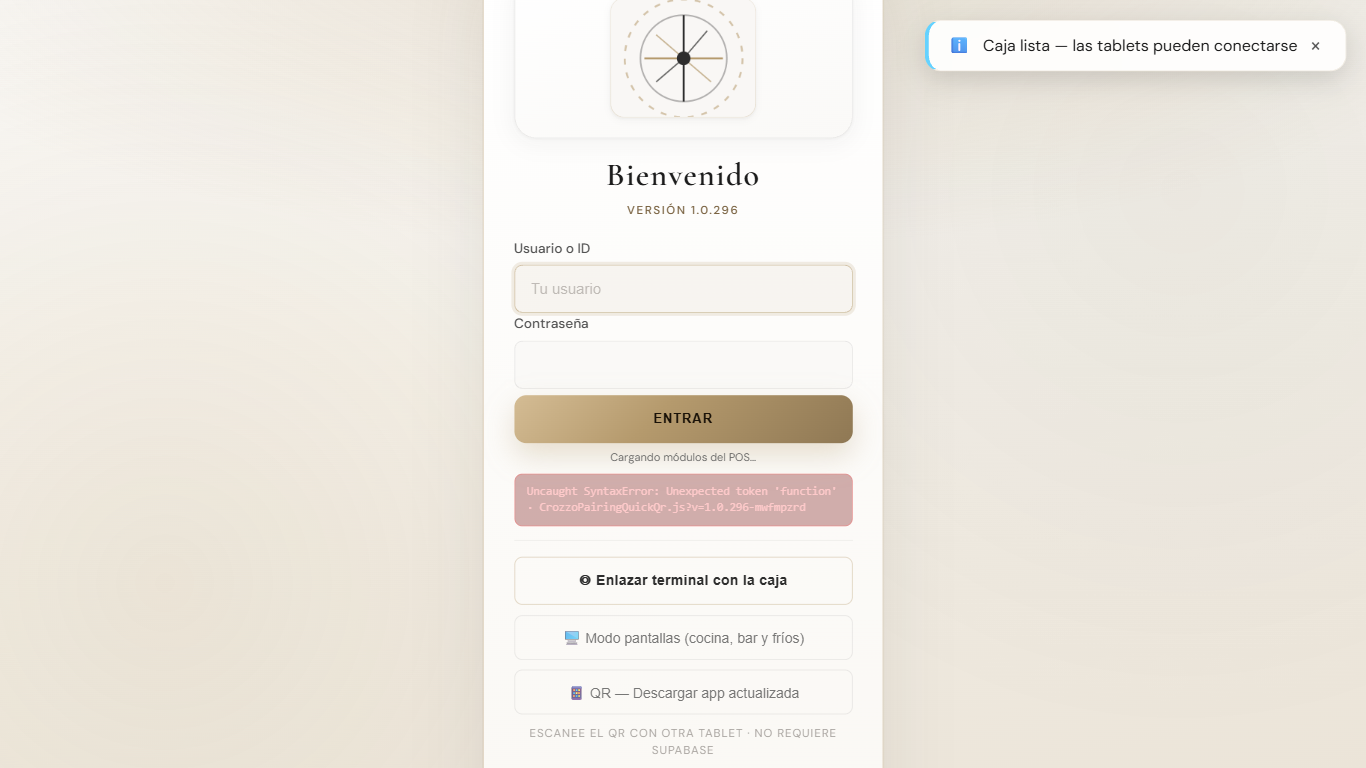 Caja lista — las tablets pueden conectarse ×
Bienvenido
VERSIÓN 1.0.296
Usuario o ID
Tu usuario
Contraseña
ENTRAR
Cargando módulos del POS…
Uncaught SyntaxError: Unexpected token 'function'
· CrozzoPairingQuickQr.js?v=1.0.296-mwfmpzrd
Enlazar terminal con la caja
Modo pantallas (cocina, bar y fríos)
QR — Descargar app actualizada
ESCANEE EL QR CON OTRA TABLET · NO REQUIERE
SUPABASE